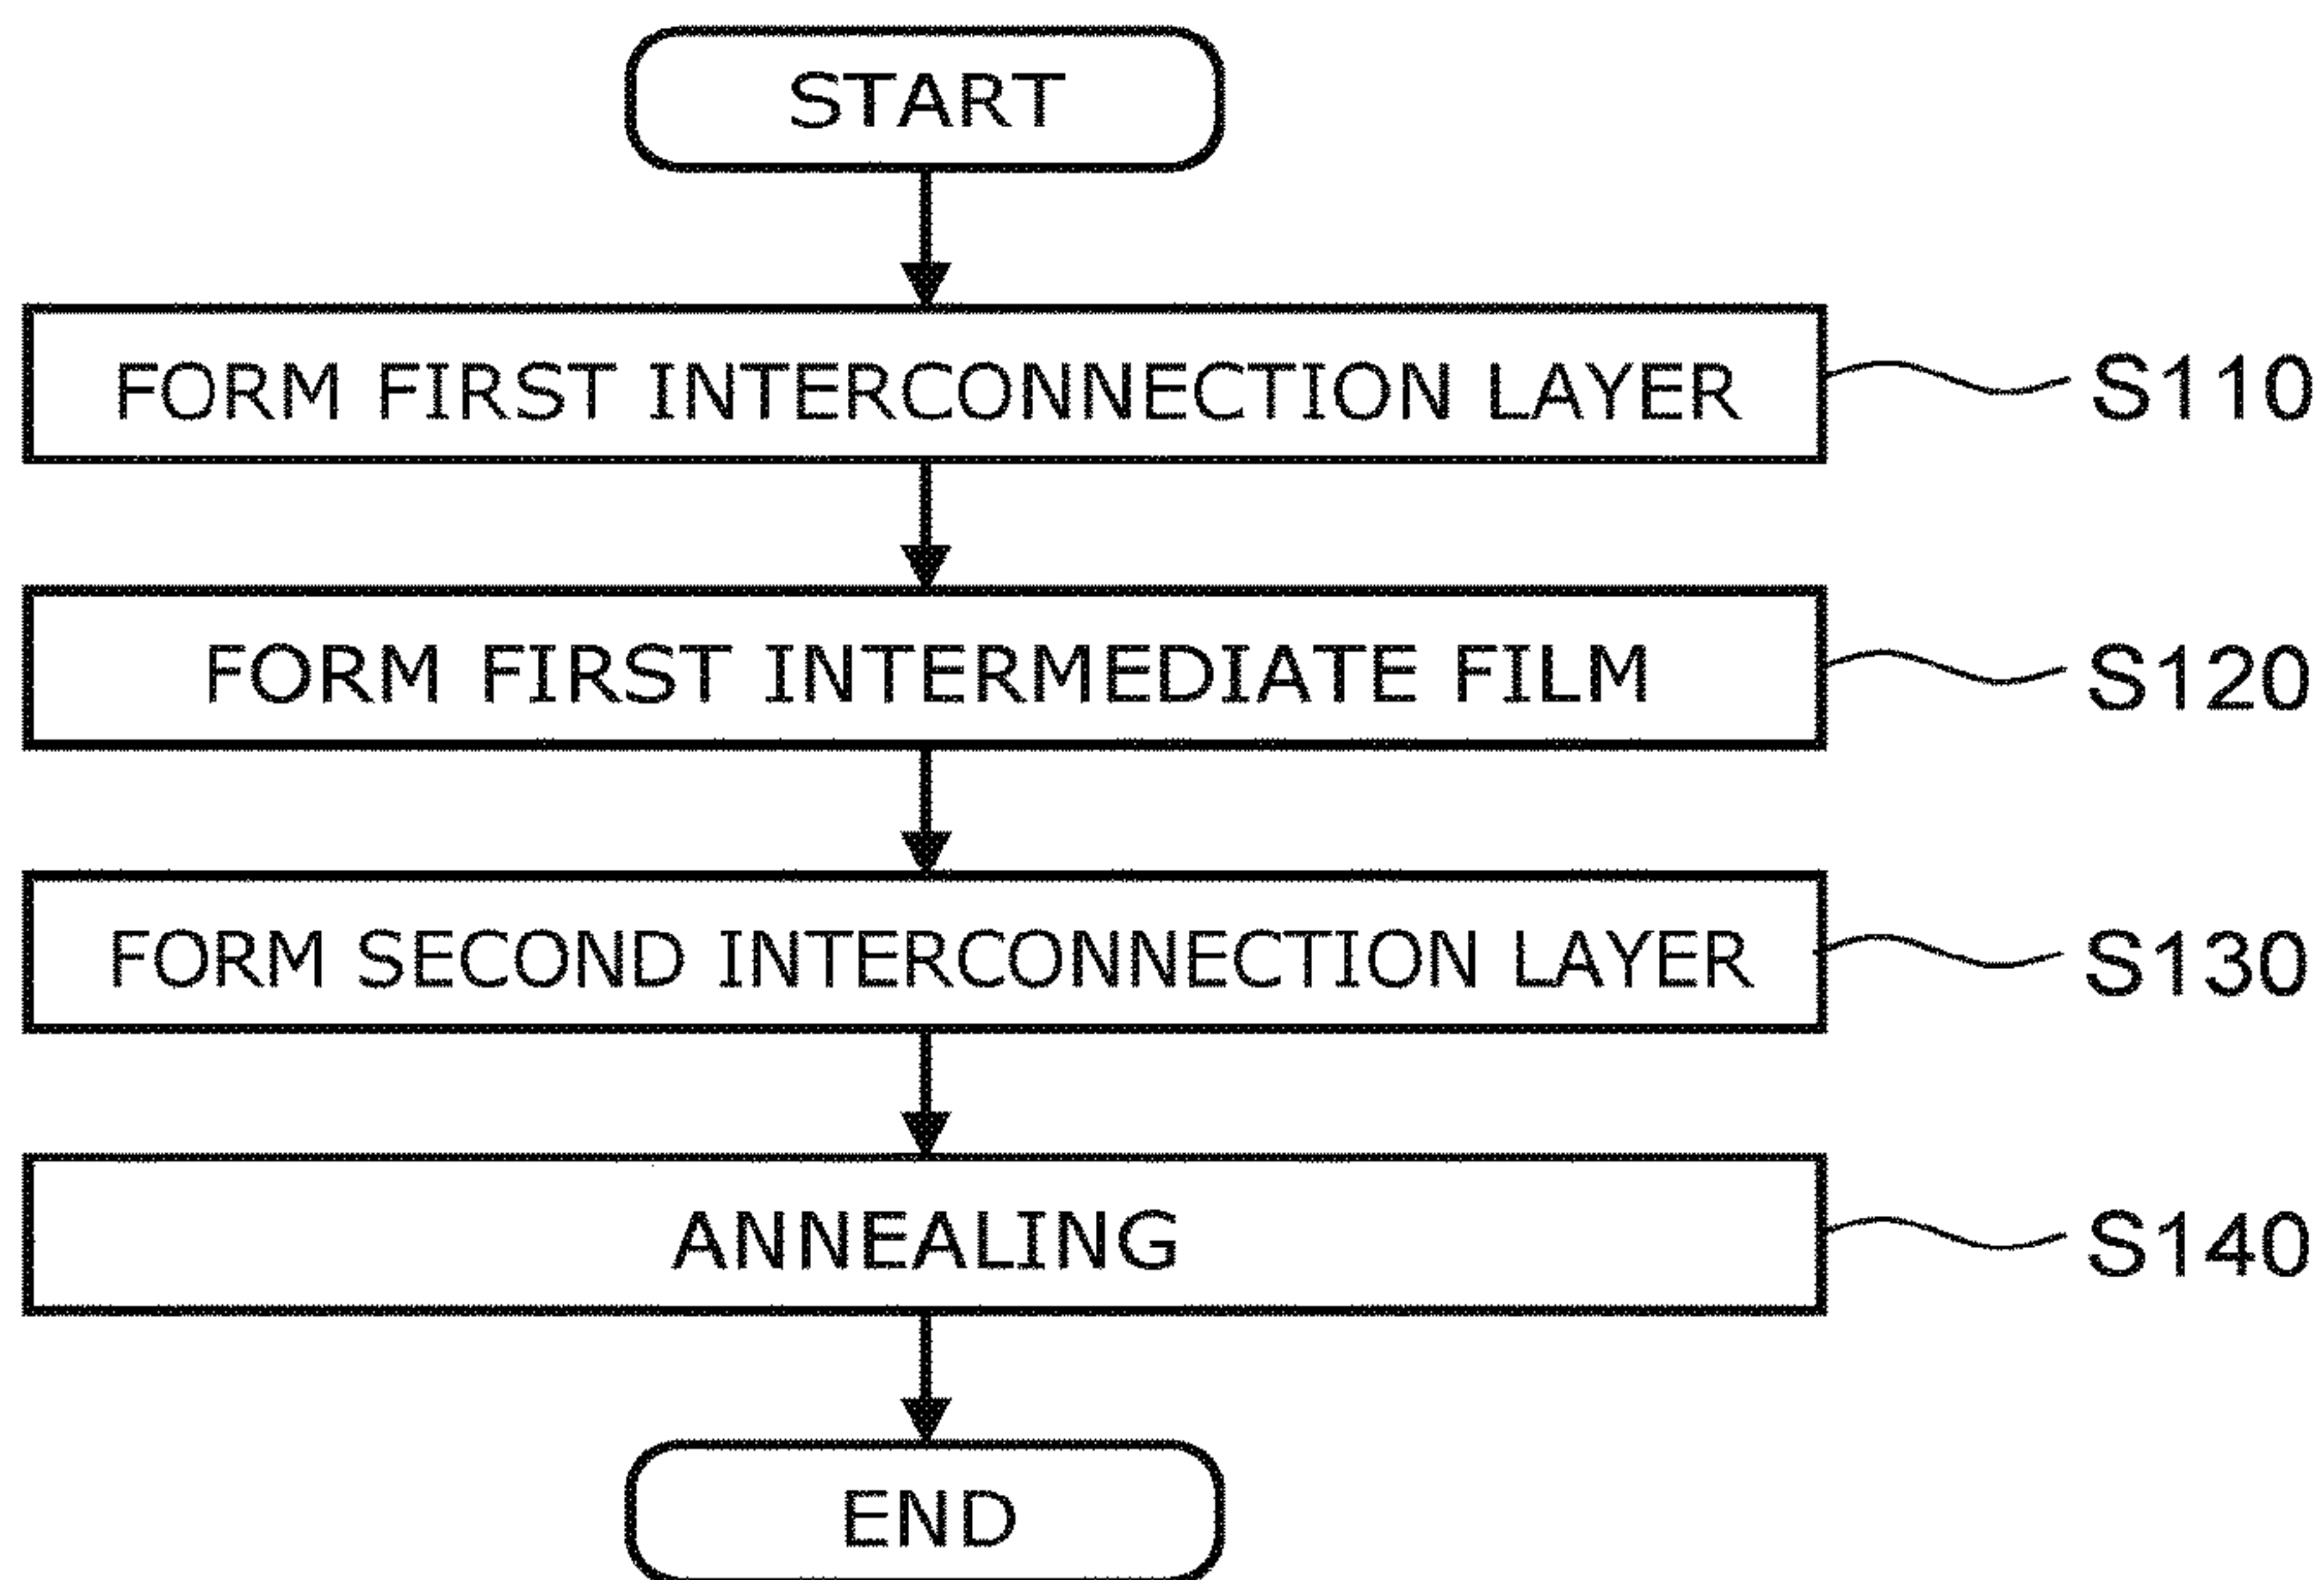 START
FORM FIRST INTERCONNECTION LAYER S110
FORM FIRST INTERMEDIATE FILM S120
FORM SECOND INTERCONNECTION LAYER S130
ANNEALING S140
END